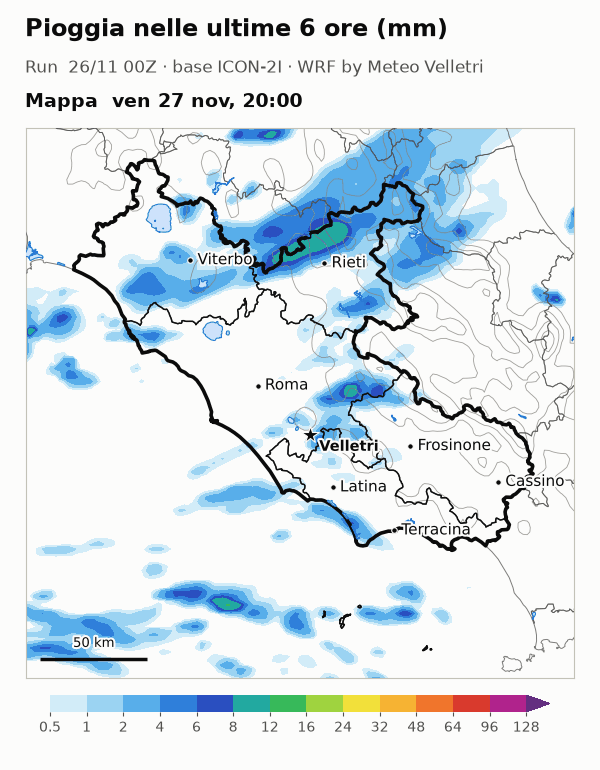 Pioggia nelle ultime 6 ore (mm)
Run  26/11 00Z · base ICON-2I · WRF by Meteo Velletri
Mappa  ven 27 nov, 20:00
Viterbo
Rieti
Roma
Velletri
Frosinone
Cassino
Latina
Terracina
50 km
0.5 1 2 4 6 8 12 16 24 32 48 64 96 128